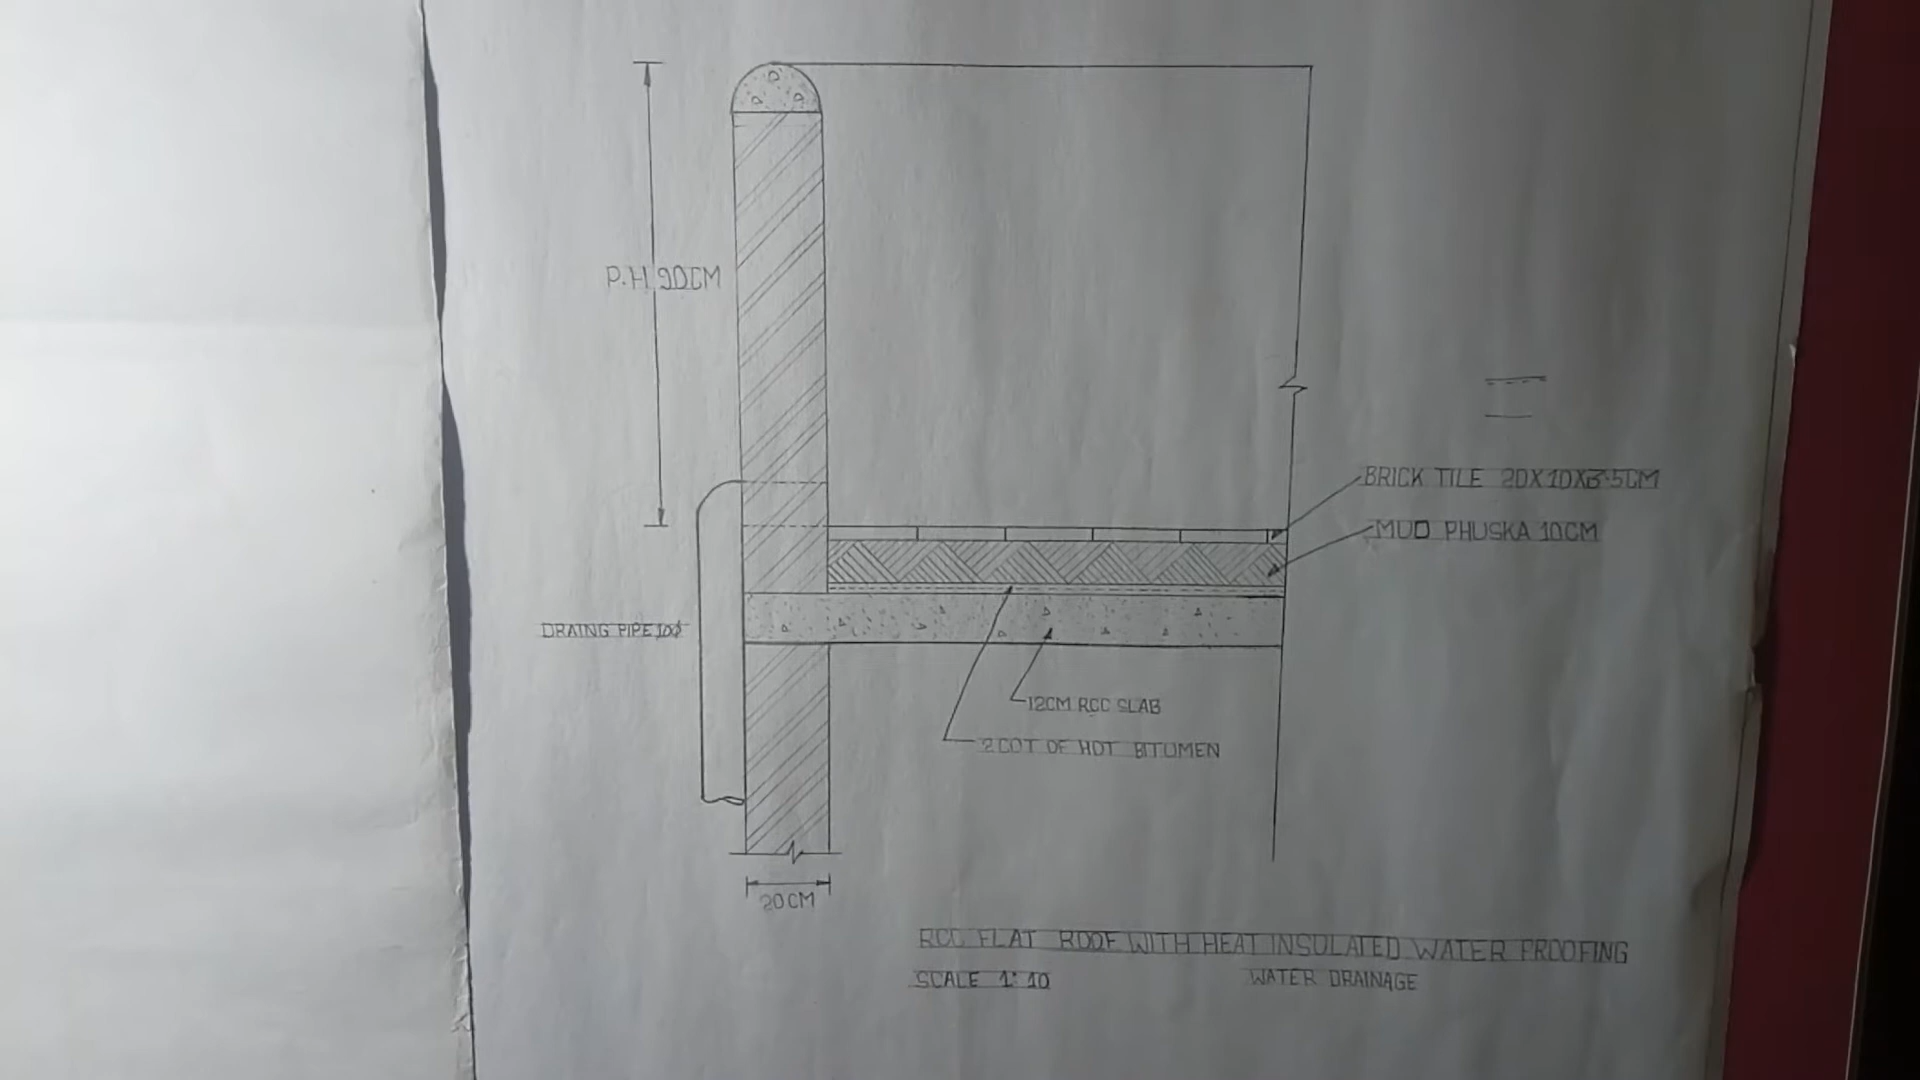 P.H 90CM
BRICK TILE 20X10X3.5CM
MUD PHUSKA 10CM
DRAING PIPE 10ϕ
12CM RCC SLAB
2 COT OF HOT BITUMEN
20CM
RCC FLAT ROOF WITH HEAT INSULATED WATER PROOFING
SCALE 1:10 WATER DRAINAGE